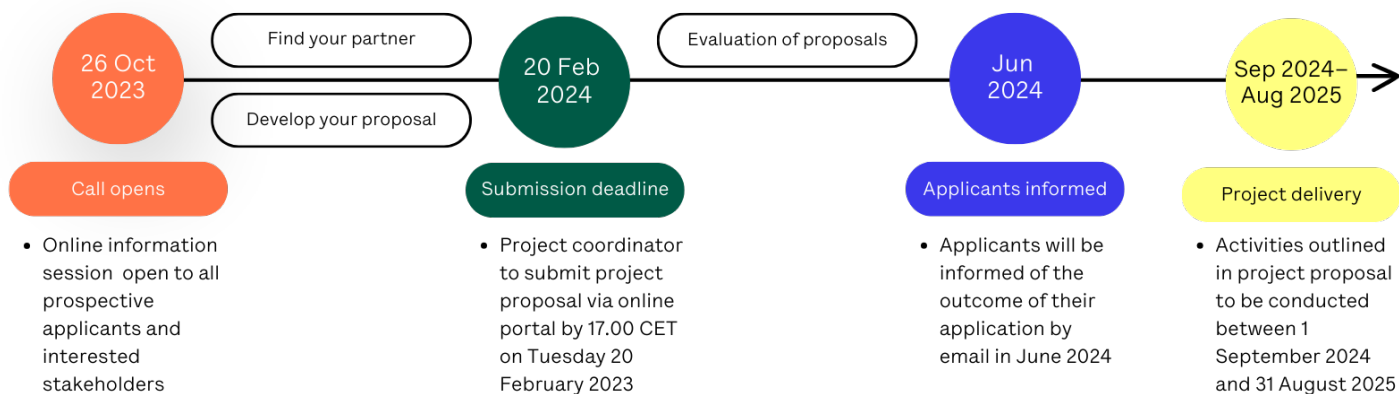 26 Oct
2023
Find your partner
Develop your proposal
20 Feb
2024
Evaluation of proposals
Jun
2024
Sep 2024–
Aug 2025
Call opens
Submission deadline
Applicants informed
Project delivery
• Online information
session open to all
prospective
applicants and
interested
stakeholders
• Project coordinator
to submit project
proposal via online
portal by 17.00 CET
on Tuesday 20
February 2023
• Applicants will be
informed of the
outcome of their
application by
email in June 2024
• Activities outlined
in project proposal
to be conducted
between 1
September 2024
and 31 August 2025